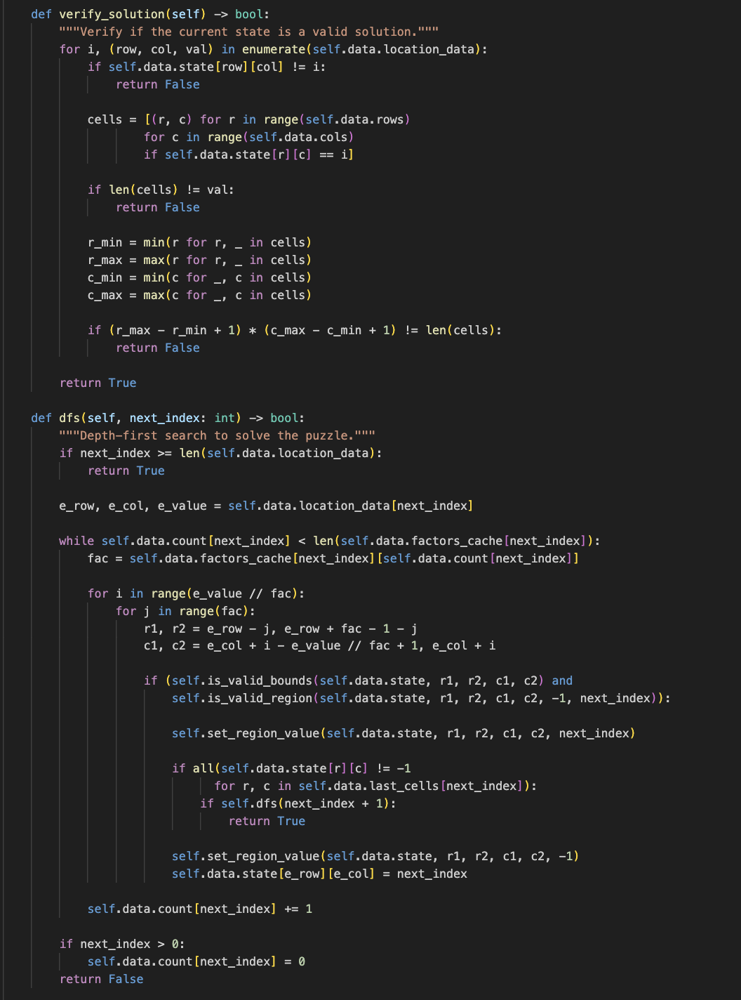 def verify_solution(self) -> bool:
"""Verify if the current state is a valid solution."""
for i, (row, col, val) in enumerate(self.data.location_data):
if self.data.state[row][col] != i:
return False
cells = [(r, c) for r in range(self.data.rows)
for c in range(self.data.cols)
if self.data.state[r][c] == i]
if len(cells) != val:
return False
r_min = min(r for r, _ in cells)
r_max = max(r for r, _ in cells)
c_min = min(c for _, c in cells)
c_max = max(c for _, c in cells)
if (r_max - r_min + 1) * (c_max - c_min + 1) != len(cells):
return False
return True
def dfs(self, next_index: int) -> bool:
"""Depth-first search to solve the puzzle."""
if next_index >= len(self.data.location_data):
return True
e_row, e_col, e_value = self.data.location_data[next_index]
while self.data.count[next_index] < len(self.data.factors_cache[next_index]):
fac = self.data.factors_cache[next_index][self.data.count[next_index]]
for i in range(e_value // fac):
for j in range(fac):
r1, r2 = e_row - j, e_row + fac - 1 - j
c1, c2 = e_col + i - e_value // fac + 1, e_col + i
if (self.is_valid_bounds(self.data.state, r1, r2, c1, c2) and
self.is_valid_region(self.data.state, r1, r2, c1, c2, -1, next_index)):
self.set_region_value(self.data.state, r1, r2, c1, c2, next_index)
if all(self.data.state[r][c] != -1
for r, c in self.data.last_cells[next_index]):
if self.dfs(next_index + 1):
return True
self.set_region_value(self.data.state, r1, r2, c1, c2, -1)
self.data.state[e_row][e_col] = next_index
self.data.count[next_index] += 1
if next_index > 0:
self.data.count[next_index] = 0
return False